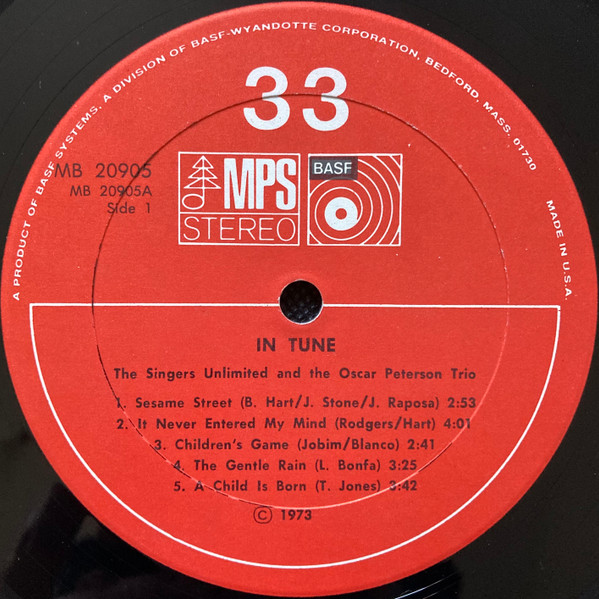 A PRODUCT OF BASF SYSTEMS, A DIVISION OF BASF-WYANDOTTE CORPORATION, BEDFORD, MASS. 01730
33
MB 20905
MB 20905A
Side 1
MPS
STEREO
BASF
MADE IN U.S.A.
IN TUNE
The Singers Unlimited and the Oscar Peterson Trio
1. Sesame Street (B. Hart/J. Stone/J. Raposa) 2:53
2. It Never Entered My Mind (Rodgers/Hart) 4:01
3. Children's Game (Jobim/Blanco) 2:41
4. The Gentle Rain (L. Bonfa) 3:25
5. A Child Is Born (T. Jones) 3:42
© 1973